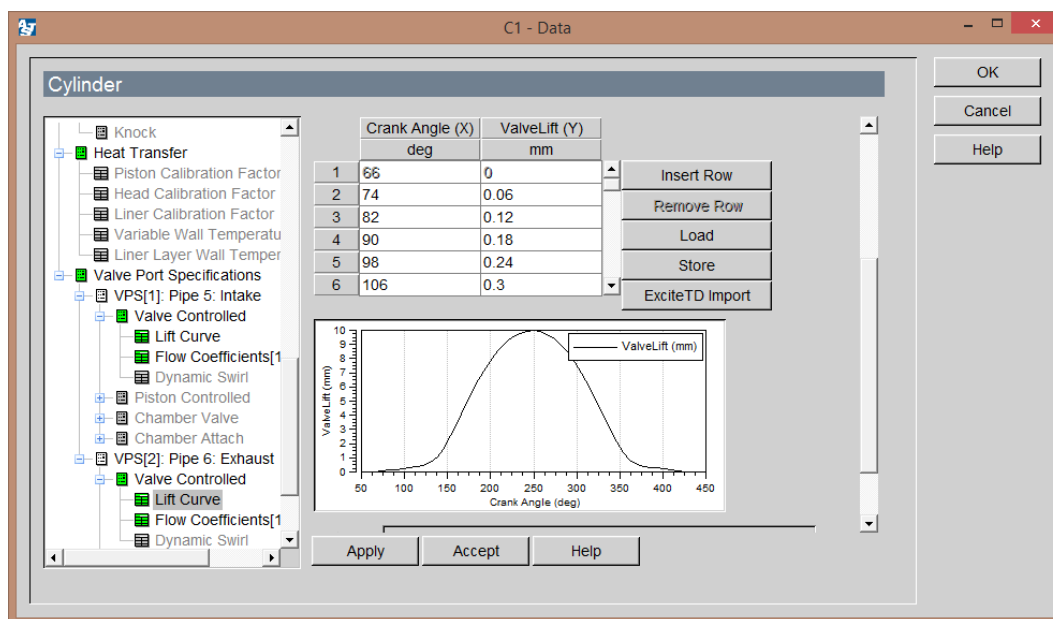 C1 - Data
Cylinder
OK
Cancel
Help
Knock
Heat Transfer
Piston Calibration Factor
Head Calibration Factor
Liner Calibration Factor
Variable Wall Temperatu
Liner Layer Wall Temper
Valve Port Specifications
VPS[1]: Pipe 5: Intake
Valve Controlled
Lift Curve
Flow Coefficients[1
Dynamic Swirl
Piston Controlled
Chamber Valve
Chamber Attach
VPS[2]: Pipe 6: Exhaust
Valve Controlled
Lift Curve
Flow Coefficients[1
Dynamic Swirl
Crank Angle (X) ValveLift (Y)
deg mm
1 66 0
2 74 0.06
3 82 0.12
4 90 0.18
5 98 0.24
6 106 0.3
Insert Row
Remove Row
Load
Store
ExciteTD Import
ValveLift (mm)
10
9
8
7
6
5
4
3
2
1
0
ValveLift (mm)
50 100 150 200 250 300 350 400 450
Crank Angle (deg)
Apply Accept Help